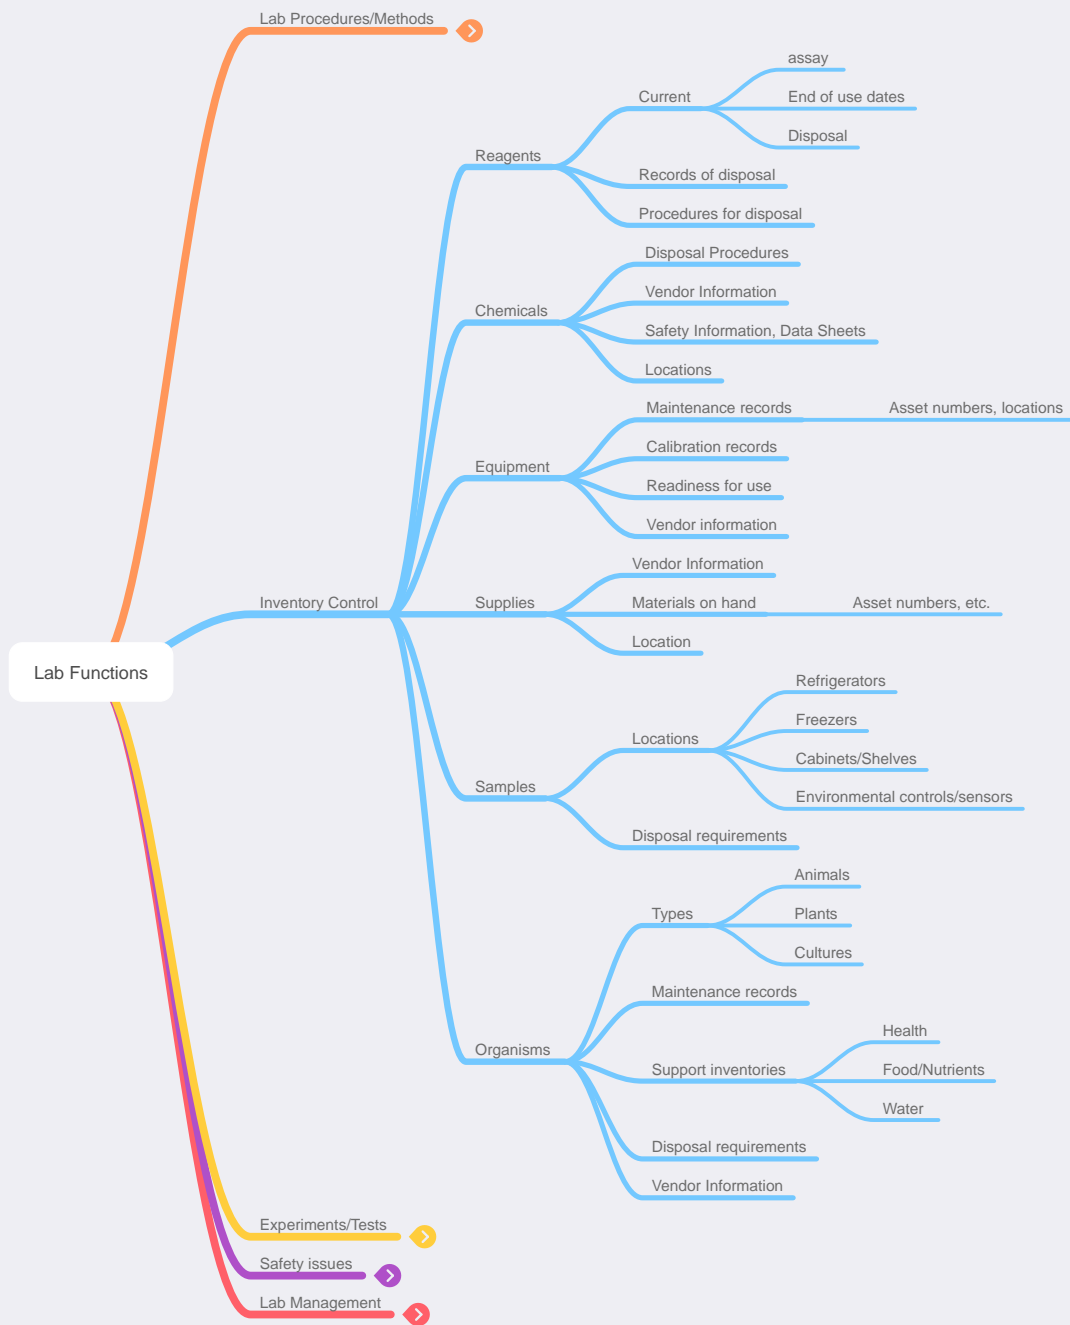 Lab Procedures/Methods
assay
Current
End of use dates
Disposal
Reagents
Records of disposal
Procedures for disposal
Disposal Procedures
Vendor Information
Chemicals
Safety Information, Data Sheets
Locations
Maintenance records
Asset numbers, locations
Calibration records
Equipment
Readiness for use
Vendor information
Vendor Information
Inventory Control
Supplies
Materials on hand
Asset numbers, etc.
Location
Lab Functions
Refrigerators
Freezers
Locations
Cabinets/Shelves
Samples
Environmental controls/sensors
Disposal requirements
Animals
Types
Plants
Cultures
Maintenance records
Health
Organisms
Support inventories
Food/Nutrients
Water
Disposal requirements
Vendor Information
Experiments/Tests
Safety issues
Lab Management